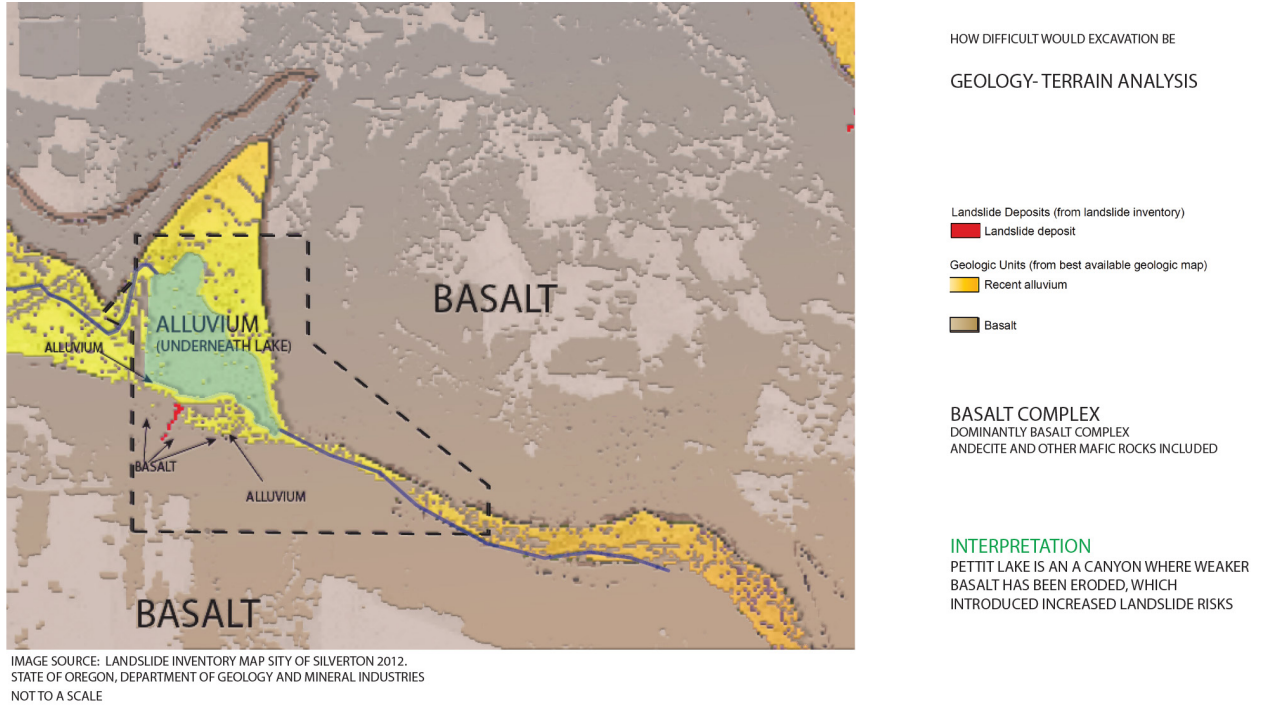 HOW DIFFICULT WOULD EXCAVATION BE
GEOLOGY- TERRAIN ANALYSIS
Landslide Deposits (from landslide inventory)
Landslide deposit
Geologic Units (from best available geologic map)
Recent alluvium
Basalt
BASALT COMPLEX
DOMINANTLY BASALT COMPLEX
ANDECITE AND OTHER MAFIC ROCKS INCLUDED
INTERPRETATION
PETTIT LAKE IS AN A CANYON WHERE WEAKER
BASALT HAS BEEN ERODED, WHICH
INTRODUCED INCREASED LANDSLIDE RISKS
BASALT
ALLUVIUM
(UNDERNEATH LAKE)
ALLUVIUM
BASALT
ALLUVIUM
BASALT
IMAGE SOURCE: LANDSLIDE INVENTORY MAP SITY OF SILVERTON 2012.
STATE OF OREGON, DEPARTMENT OF GEOLOGY AND MINERAL INDUSTRIES
NOT TO A SCALE